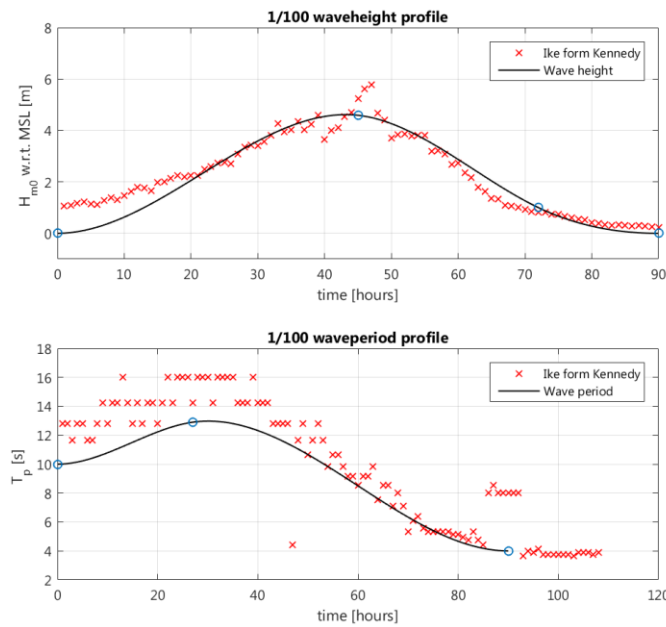 1/100 waveheight profile
8
6
4
2
0
H_m0 w.r.t. MSL [m]
Ike form Kennedy
Wave height
0 10 20 30 40 50 60 70 80 90
time [hours]
1/100 waveperiod profile
18
16
14
12
10
8
6
4
2
T_p [s]
Ike form Kennedy
Wave period
0 20 40 60 80 100 120
time [hours]